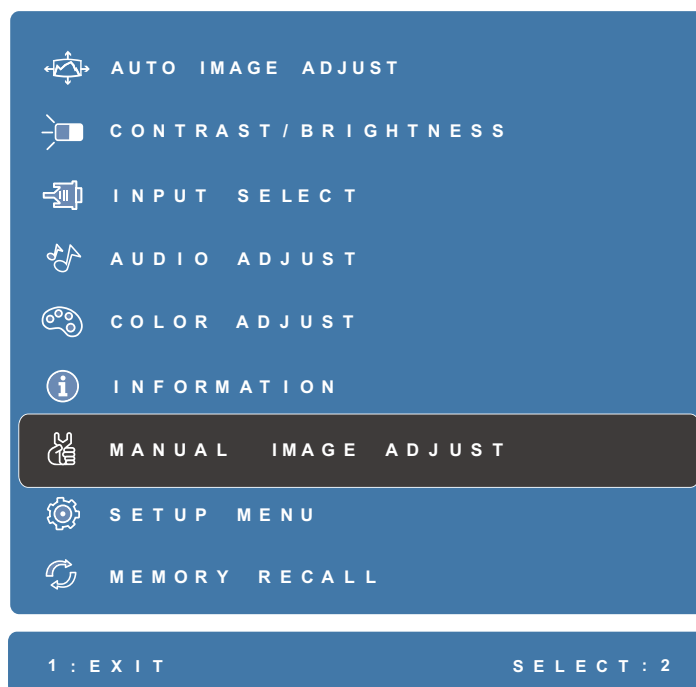 AUTO IMAGE ADJUST
CONTRAST/BRIGHTNESS
INPUT SELECT
AUDIO ADJUST
COLOR ADJUST
INFORMATION
MANUAL IMAGE ADJUST
SETUP MENU
MEMORY RECALL
1:EXIT SELECT:2